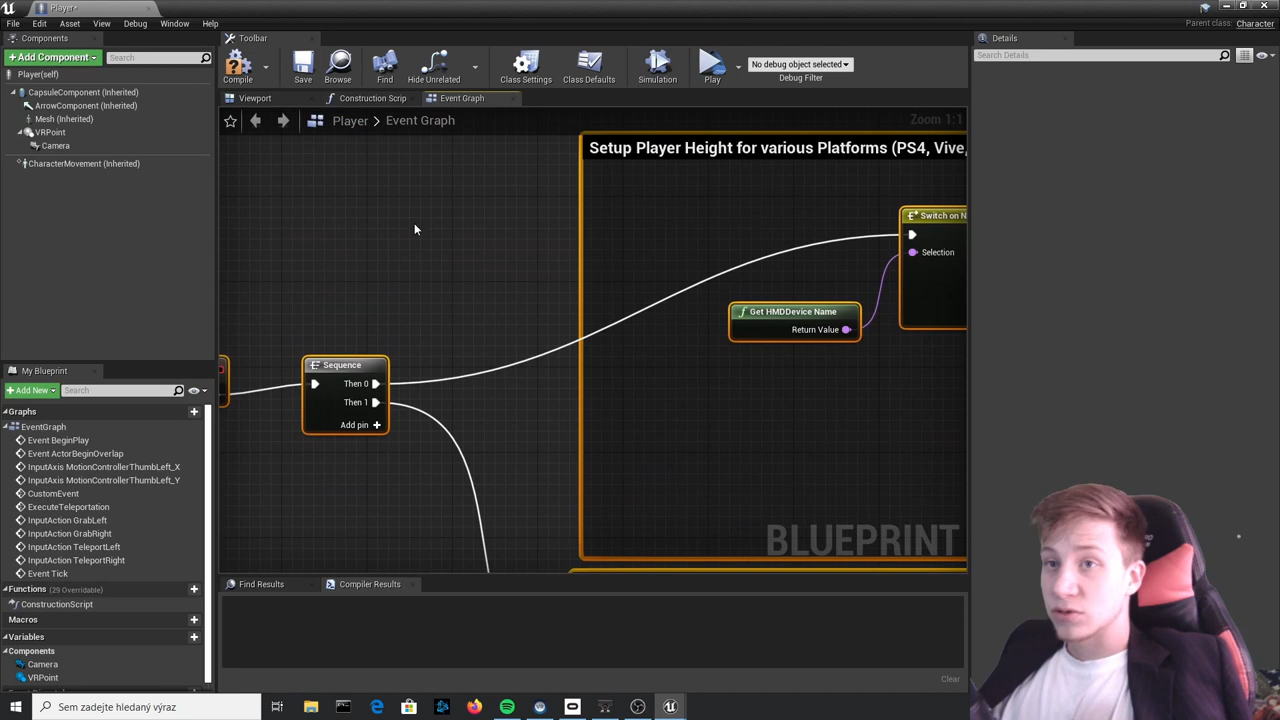 Player*
File Edit Asset View Debug Window Help
Parent class: Character
Components
Toolbar
Details
Add Component
Search
Search Details
Compile
Save
Browse
Find
Hide Unrelated
Class Settings
Class Defaults
Simulation
Play
No debug object selected
Debug Filter
Player(self)
CapsuleComponent (Inherited)
ArrowComponent (Inherited)
Mesh (Inherited)
VRPoint
Camera
CharacterMovement (Inherited)
Viewport
Construction Scrip
Event Graph
Player > Event Graph
Zoom 1:1
Setup Player Height for various Platforms (PS4, Vive,
Switch on N
Selection
Get HMDDevice Name
Return Value
Sequence
Then 0
Then 1
Add pin
BLUEPRINT
My Blueprint
Add New
Search
Graphs
EventGraph
Event BeginPlay
Event ActorBeginOverlap
InputAxis MotionControllerThumbLeft_X
InputAxis MotionControllerThumbLeft_Y
CustomEvent
ExecuteTeleportation
InputAction GrabLeft
InputAction GrabRight
InputAction TeleportLeft
InputAction TeleportRight
Event Tick
Functions (29 Overridable)
ConstructionScript
Macros
Variables
Components
Camera
VRPoint
Find Results
Compiler Results
Clear
Sem zadejte hledaný výraz